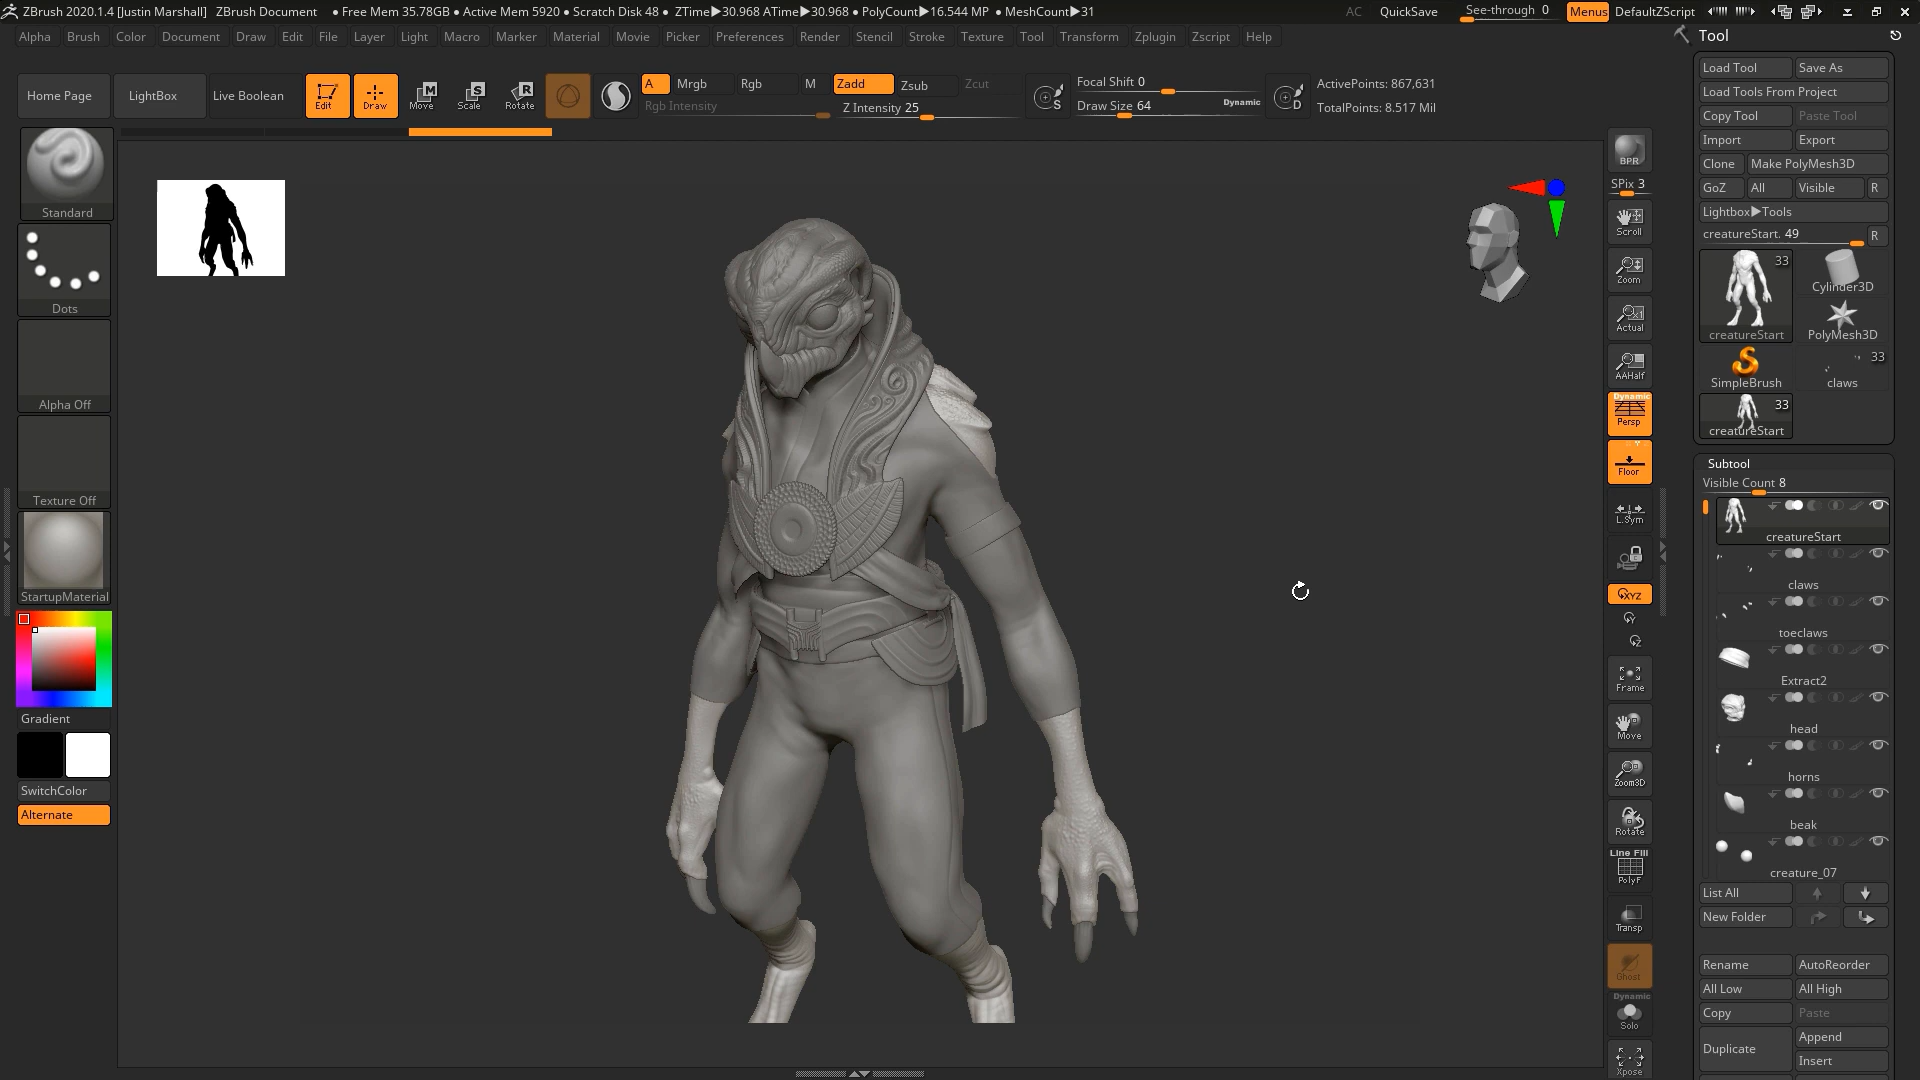 ZBrush 2020.1.4 [Justin Marshall] ZBrush Document • Free Mem 35.78GB • Active Mem 5920 • Scratch Disk 48 • ZTime▶30.968 ATime▶30.968 • PolyCount▶16.544 MP • MeshCount▶31 AC QuickSave See-through 0 Menus DefaultZScript
Alpha Brush Color Document Draw Edit File Layer Light Macro Marker Material Movie Picker Preferences Render Stencil Stroke Texture Tool Transform Zplugin Zscript Help
Home Page LightBox Live Boolean Edit Draw Move Scale Rotate
M S R
A Mrgb Rgb M Zadd Zsub Zcut
Rgb Intensity Z Intensity 25
S Focal Shift 0
Draw Size 64 Dynamic
D ActivePoints: 867,631
TotalPoints: 8.517 Mil
Standard
Dots
Alpha Off
Texture Off
StartupMaterial
Gradient
SwitchColor
Alternate
BPR
SPix 3
Scroll
Zoom
Actual
AAHalf
Dynamic
Persp
Floor
L.Sym
XYZ
Y
Z
Frame
Move
Zoom3D
Rotate
Line Fill
PolyF
Transp
Ghost
Dynamic
Solo
Xpose
Tool
Load Tool Save As
Load Tools From Project
Copy Tool Paste Tool
Import Export
Clone Make PolyMesh3D
GoZ All Visible R
Lightbox▶Tools
creatureStart. 49 R
33
creatureStart
Cylinder3D
PolyMesh3D
SimpleBrush
33
claws
33
creatureStart
Subtool
Visible Count 8
creatureStart
claws
toeclaws
Extract2
head
horns
beak
creature_07
List All
New Folder
Rename AutoReorder
All Low All High
Copy Paste
Duplicate Append
Insert